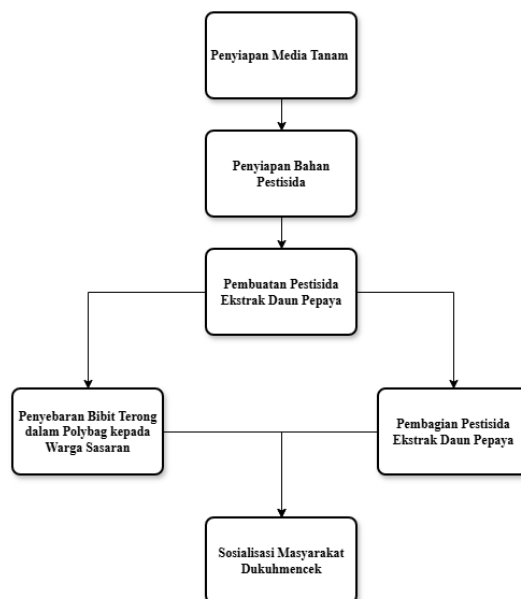 Penyiapan Media Tanam
Penyiapan Bahan
Pestisida
Pembuatan Pestisida
Ekstrak Daun Pepaya
Penyebaran Bibit Terong
dalam Polybag kepada
Warga Sasaran
Pembagian Pestisida
Ekstrak Daun Pepaya
Sosialisasi Masyarakat
Dukuhmencek